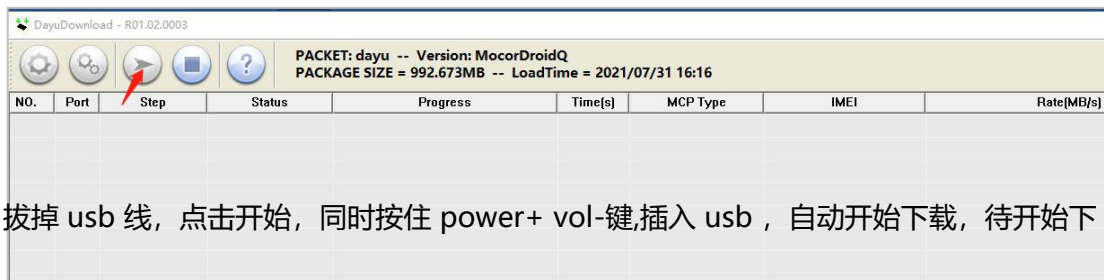 DayuDownload - R01.02.0003
PACKET: dayu -- Version: MocorDroidQ
PACKAGE SIZE = 992.673MB -- LoadTime = 2021/07/31 16:16
NO. Port Step Status Progress Time(s) MCP Type IMEI Rate(MB/s)
拔掉 usb 线，点击开始，同时按住 power+ vol-键,插入 usb ，自动开始下载，待开始下